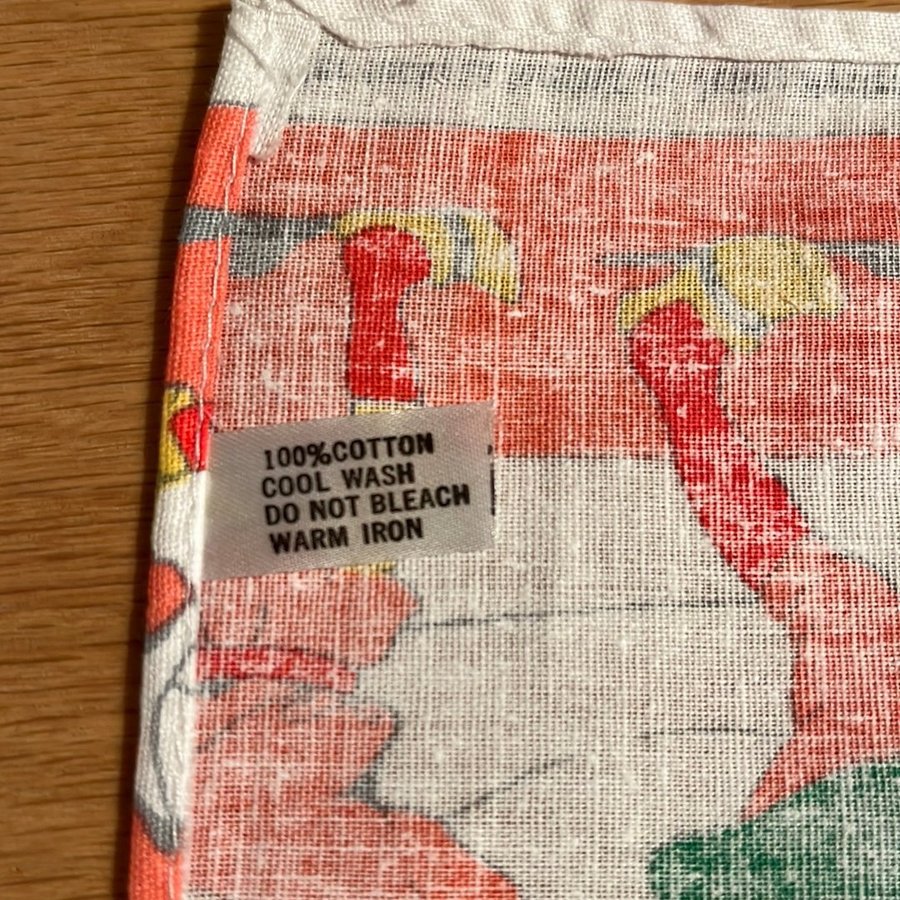 100%COTTON
COOL WASH
DO NOT BLEACH
WARM IRON